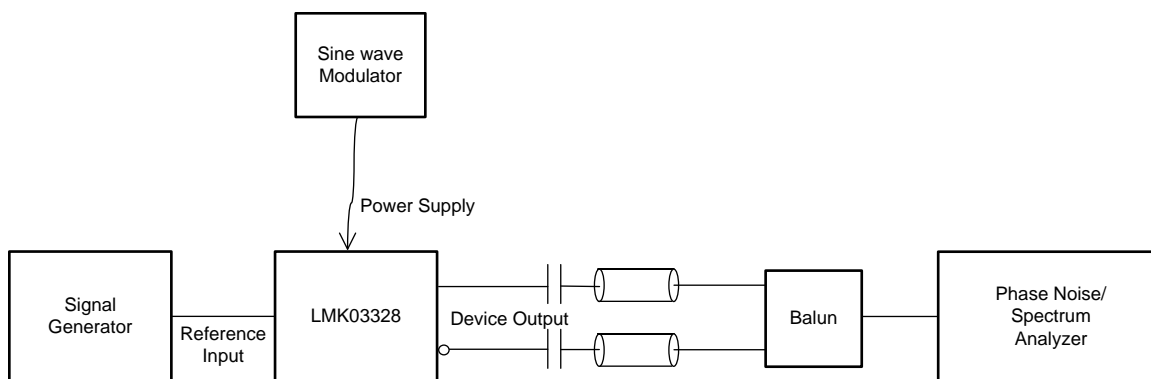 Sine wave
Modulator
Power Supply
Signal
Generator
Reference
Input
LMK03328
Device Output
Balun
Phase Noise/
Spectrum
Analyzer